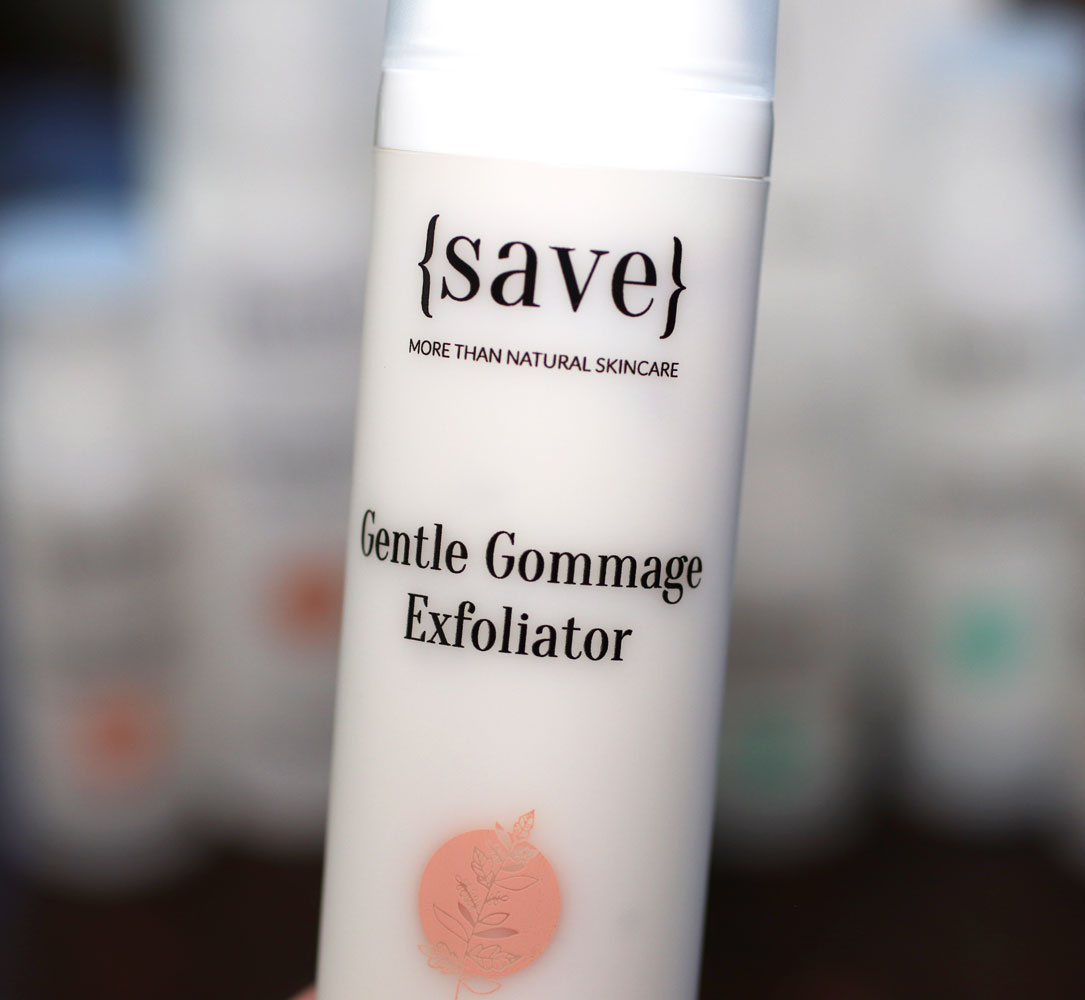 {save}
MORE THAN NATURAL SKINCARE
Gentle Gommage
Exfoliator